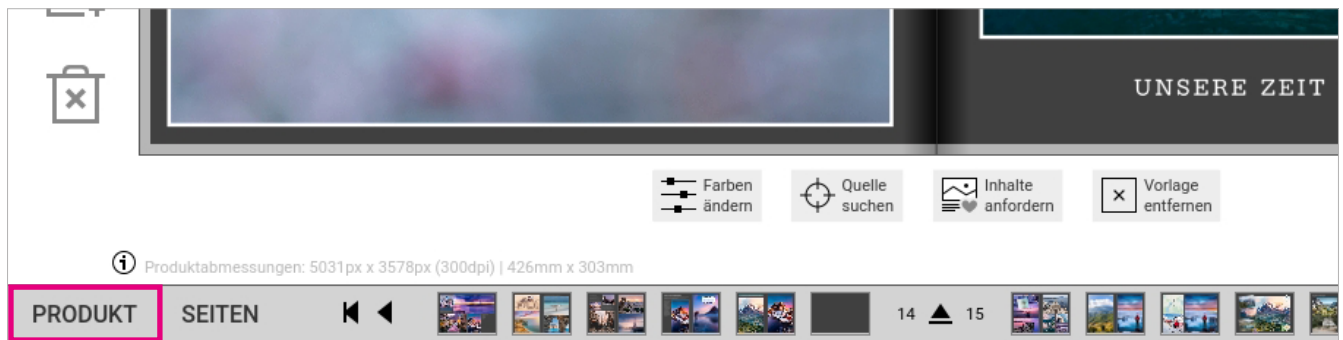 UNSERE ZEIT
Farben
ändern
Quelle
suchen
Inhalte
anfordern
Vorlage
entfernen
Produktabmessungen: 5031px x 3578px (300dpi) | 426mm x 303mm
PRODUKT SEITEN 14 15